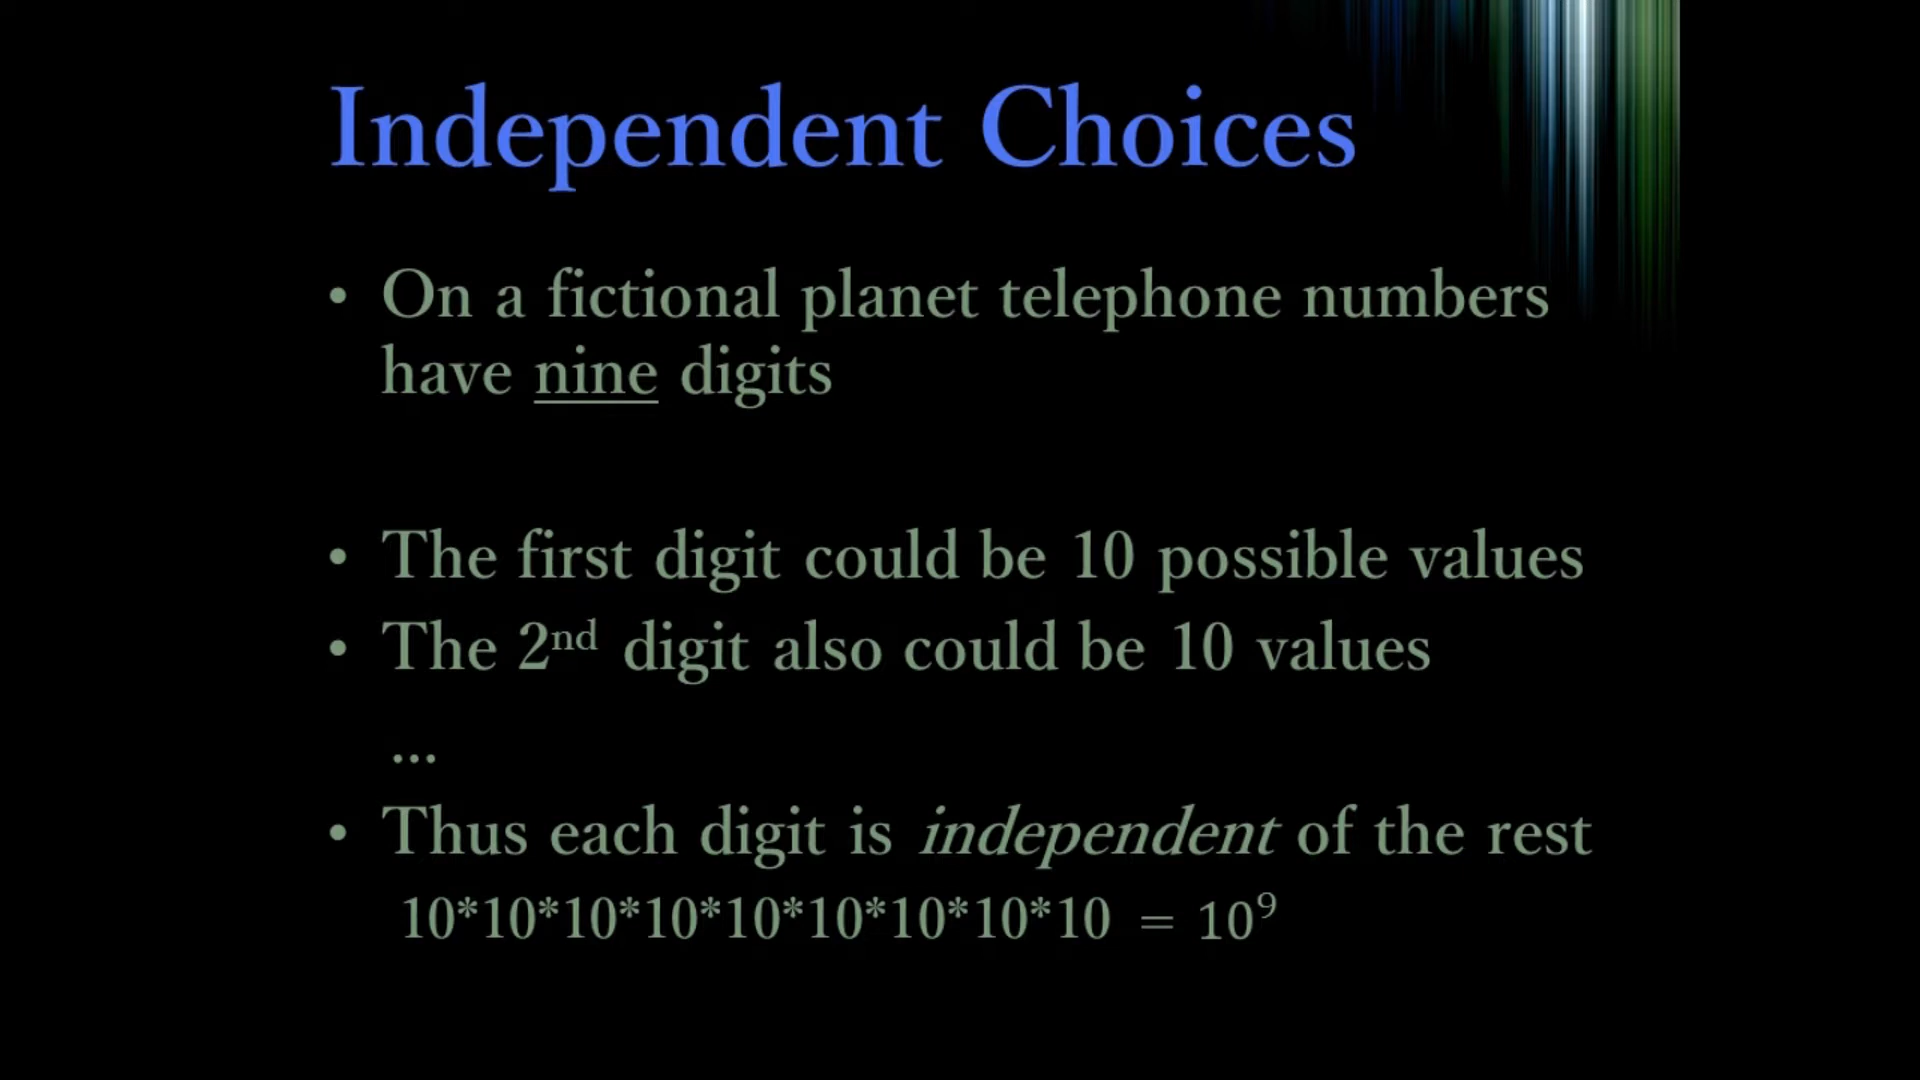 Independent Choices
• On a fictional planet telephone numbers
have nine digits
• The first digit could be 10 possible values
• The 2nd digit also could be 10 values
...
• Thus each digit is independent of the rest
10*10*10*10*10*10*10*10*10 = 10⁹